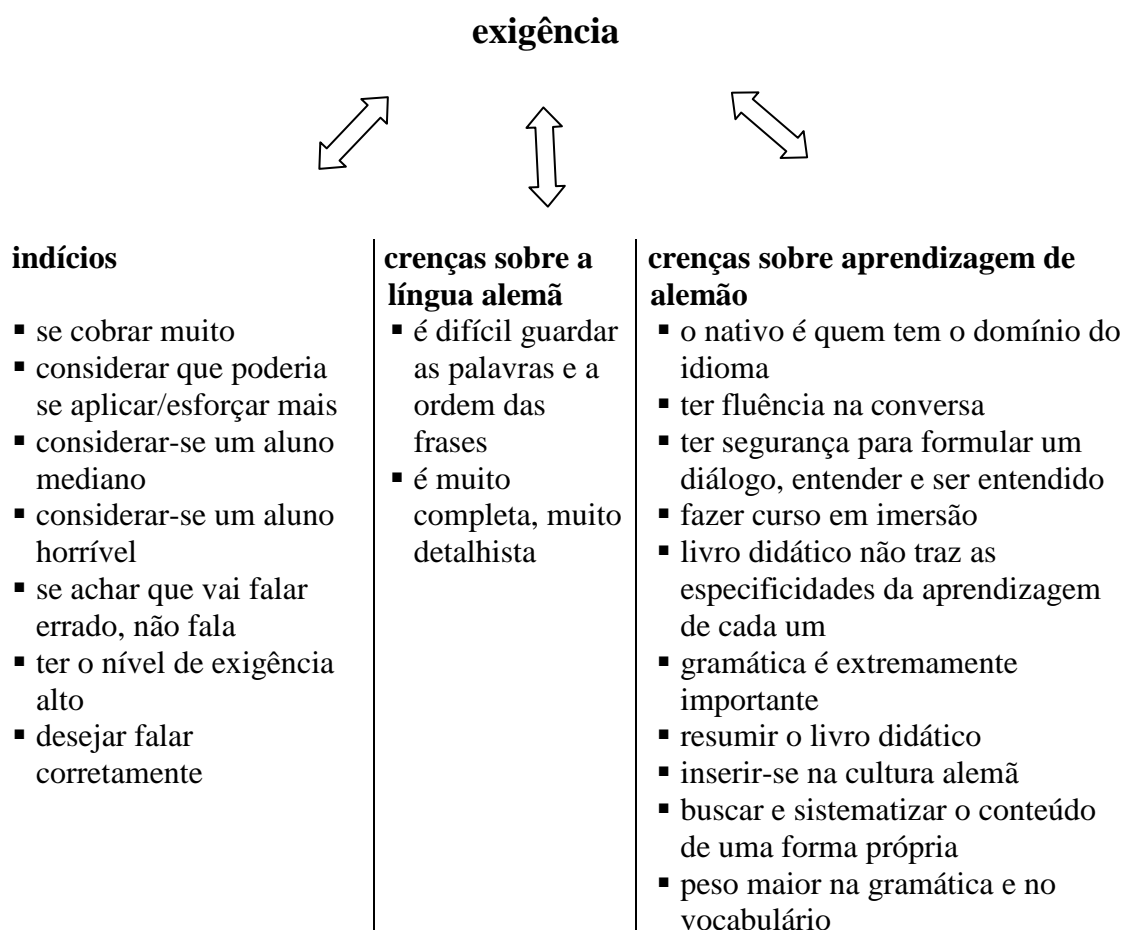 exigência
indícios
▪ se cobrar muito
▪ considerar que poderia
se aplicar/esforçar mais
▪ considerar-se um aluno
mediano
▪ considerar-se um aluno
horrível
▪ se achar que vai falar
errado, não fala
▪ ter o nível de exigência
alto
▪ desejar falar
corretamente
crenças sobre a
língua alemã
▪ é difícil guardar
as palavras e a
ordem das
frases
▪ é muito
completa, muito
detalhista
crenças sobre aprendizagem de
alemão
▪ o nativo é quem tem o domínio do
idioma
▪ ter fluência na conversa
▪ ter segurança para formular um
diálogo, entender e ser entendido
▪ fazer curso em imersão
▪ livro didático não traz as
especificidades da aprendizagem
de cada um
▪ gramática é extremamente
importante
▪ resumir o livro didático
▪ inserir-se na cultura alemã
▪ buscar e sistematizar o conteúdo
de uma forma própria
▪ peso maior na gramática e no
vocabulário